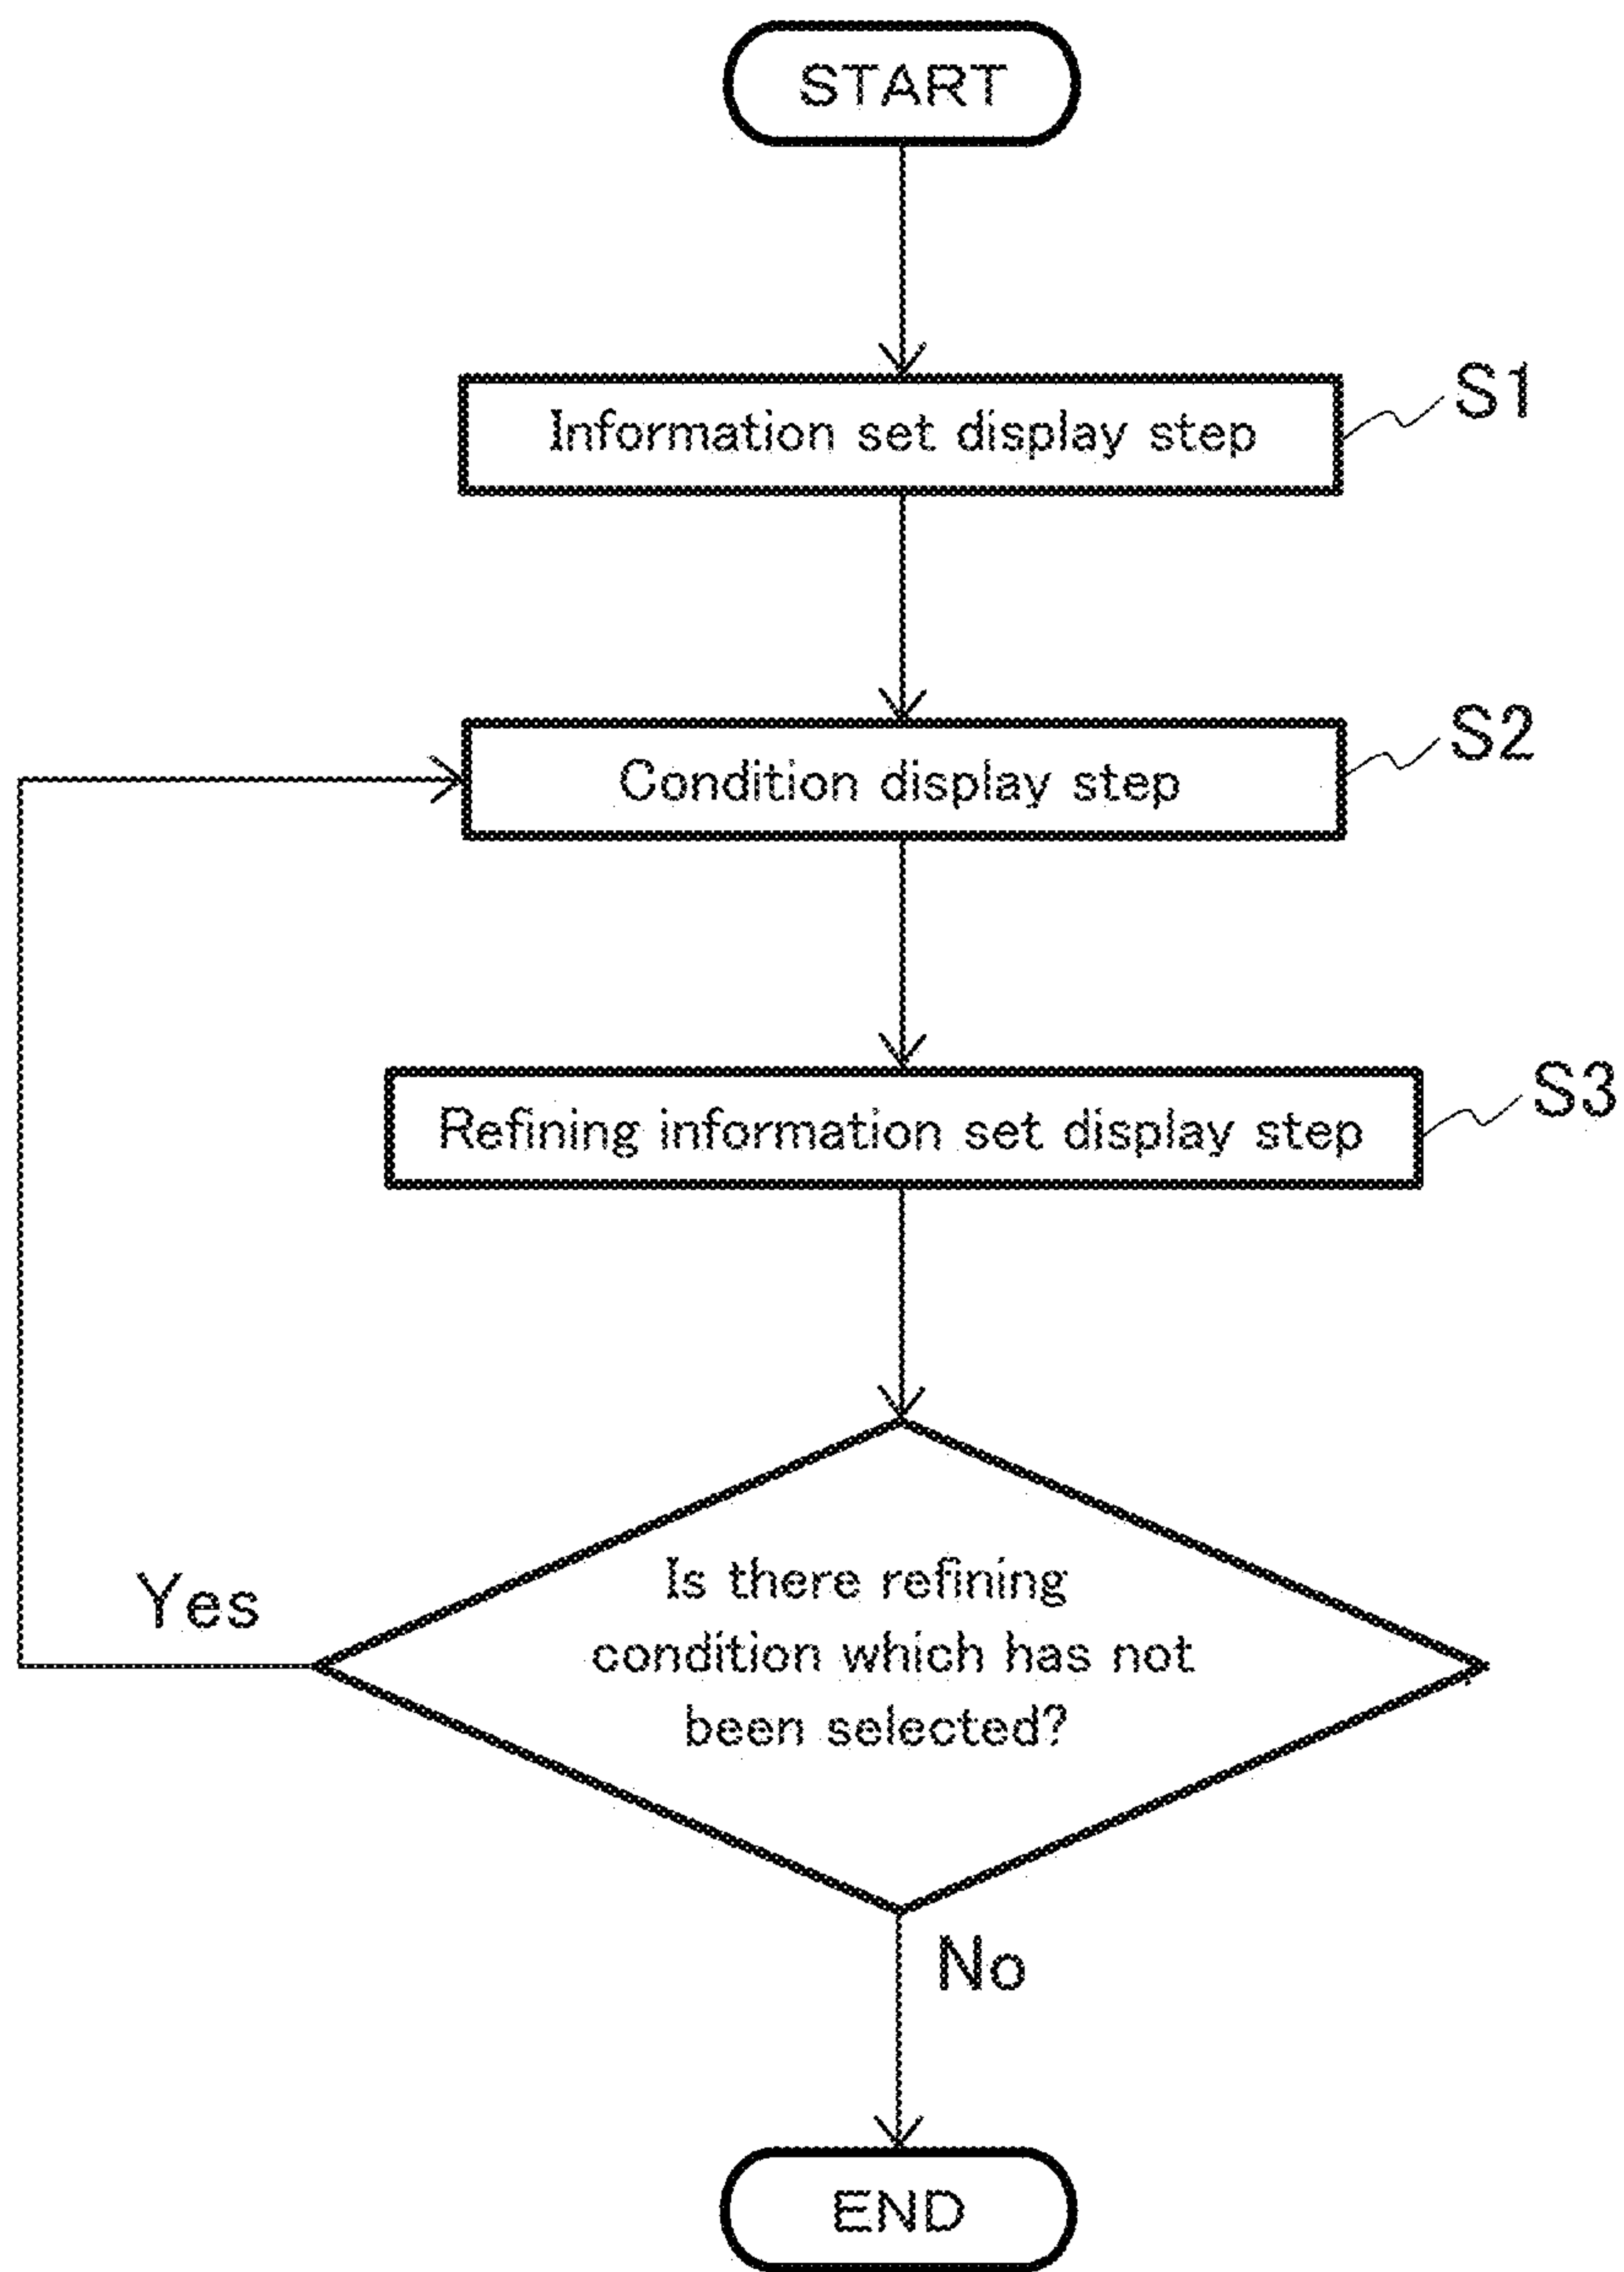 START
Information set display step
S1
Condition display step
S2
Refining information set display step
S3
Is there refining
condition which has not
been selected?
Yes
No
END